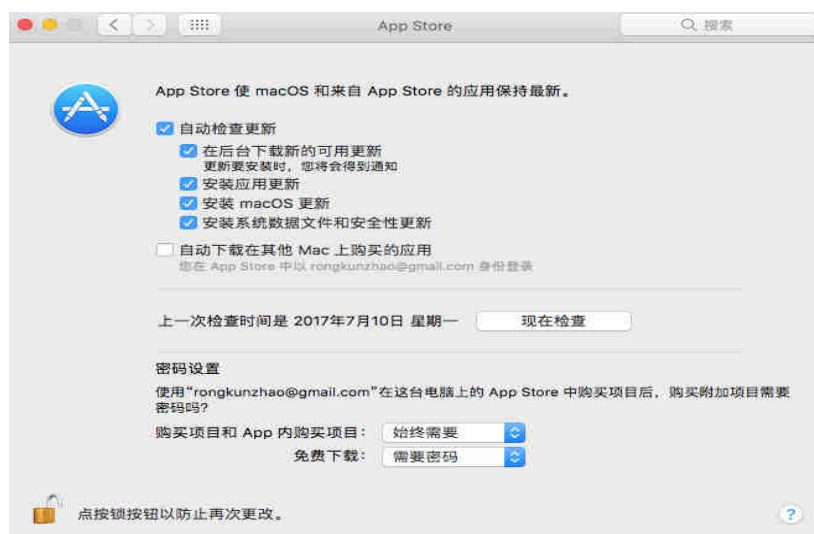 App Store
搜索
App Store 使 macOS 和来自 App Store 的应用保持最新。
自动检查更新
在后台下载新的可用更新
更新要安装时，您将会得到通知
安装应用更新
安装 macOS 更新
安装系统数据文件和安全性更新
自动下载在其他 Mac 上购买的应用
您在 App Store 中以 rongkunzhao@gmail.com 身份登录
上一次检查时间是 2017年7月10日 星期一
现在检查
密码设置
使用“rongkunzhao@gmail.com”在这台电脑上的 App Store 中购买项目后，购买附加项目需要
密码吗?
购买项目和 App 内购买项目：
始终需要
免费下载：
需要密码
点按锁按钮以防止再次更改。
?